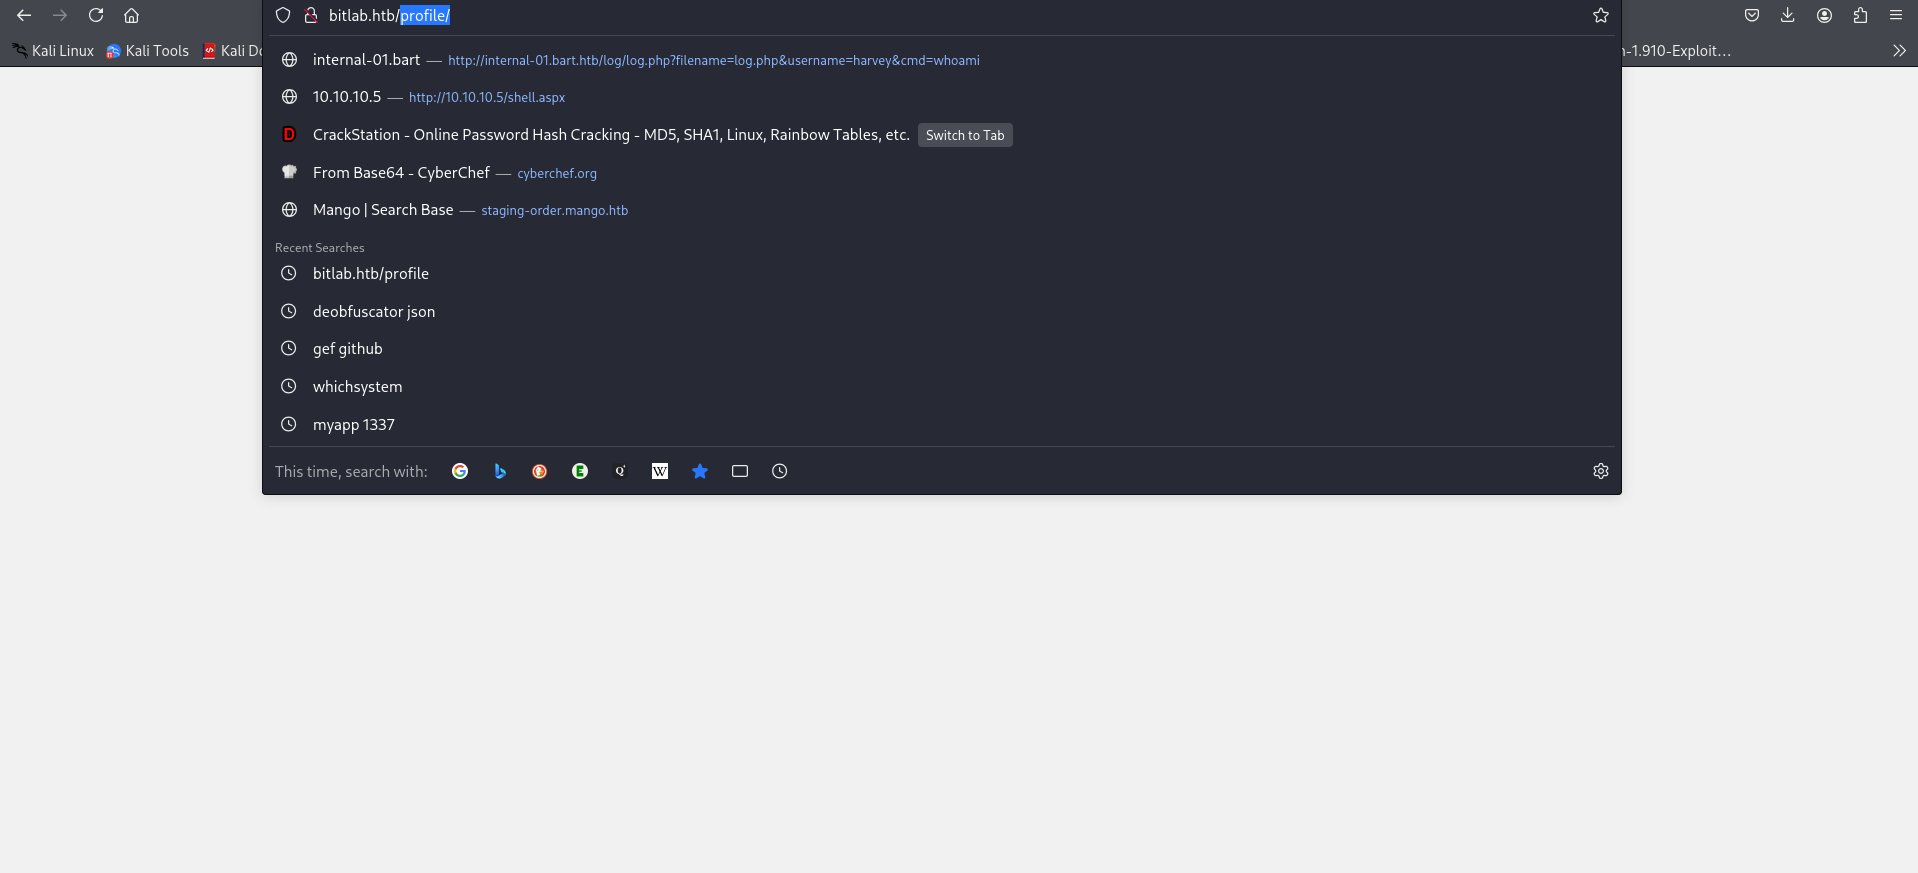 bitlab.htb/profile/
Kali Linux Kali Tools Kali Do -1.910-Exploit...
internal-01.bart — http://internal-01.bart.htb/log/log.php?filename=log.php&username=harvey&cmd=whoami
10.10.10.5 — http://10.10.10.5/shell.aspx
CrackStation - Online Password Hash Cracking - MD5, SHA1, Linux, Rainbow Tables, etc. Switch to Tab
From Base64 - CyberChef — cyberchef.org
Mango | Search Base — staging-order.mango.htb
Recent Searches
bitlab.htb/profile
deobfuscator json
gef github
whichsystem
myapp 1337
This time, search with: